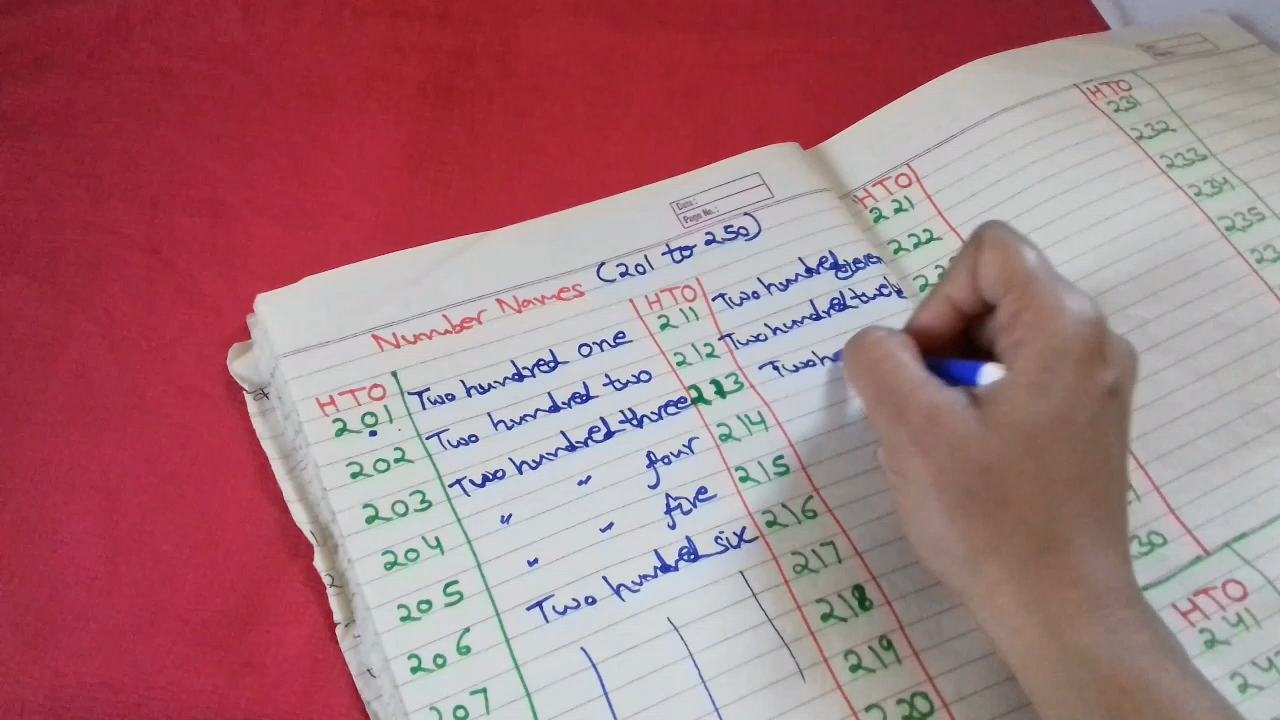 Date:
Page No.:
(201 to 250)
Number Names
HTO
201 Two hundred one
202 Two hundred two
203 Two hundred three
204 " " four
205 " " five
206 Two hundred six
207
HTO
211 Two hundred
212 Two hundred
213 Two
214
215
216
217
218
219
220
HTO
221
222
30
HTO
231
232
233
234
235
HTO
241